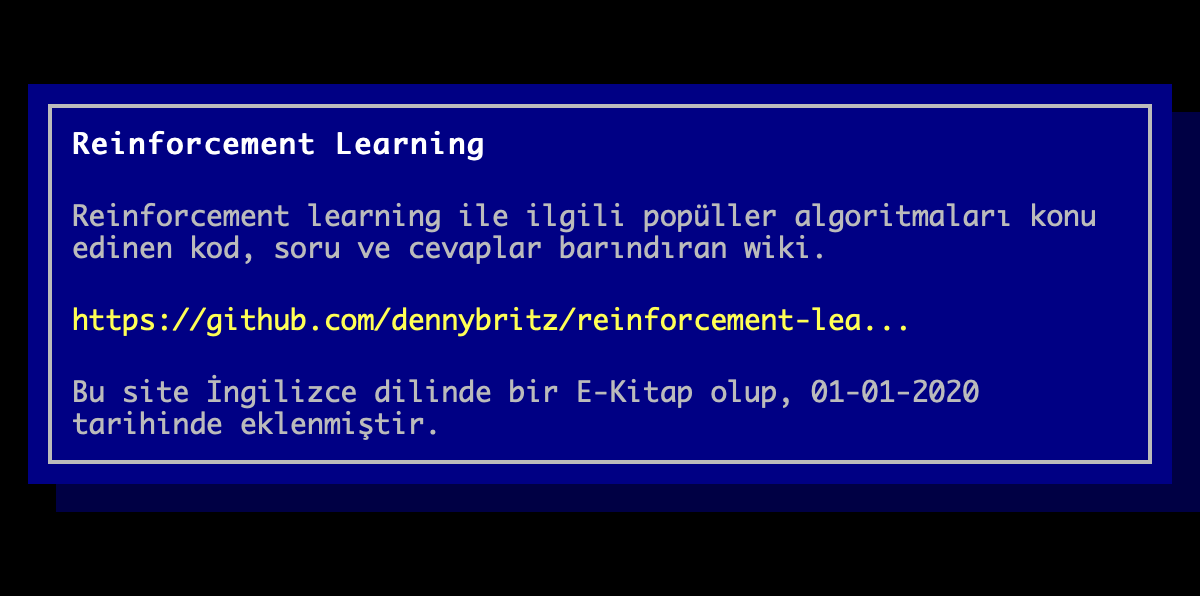 Reinforcement Learning
Reinforcement learning ile ilgili popüller algoritmaları konu
edinen kod, soru ve cevaplar barındıran wiki.
https://github.com/dennybritz/reinforcement-lea...
Bu site İngilizce dilinde bir E-Kitap olup, 01-01-2020
tarihinde eklenmiştir.